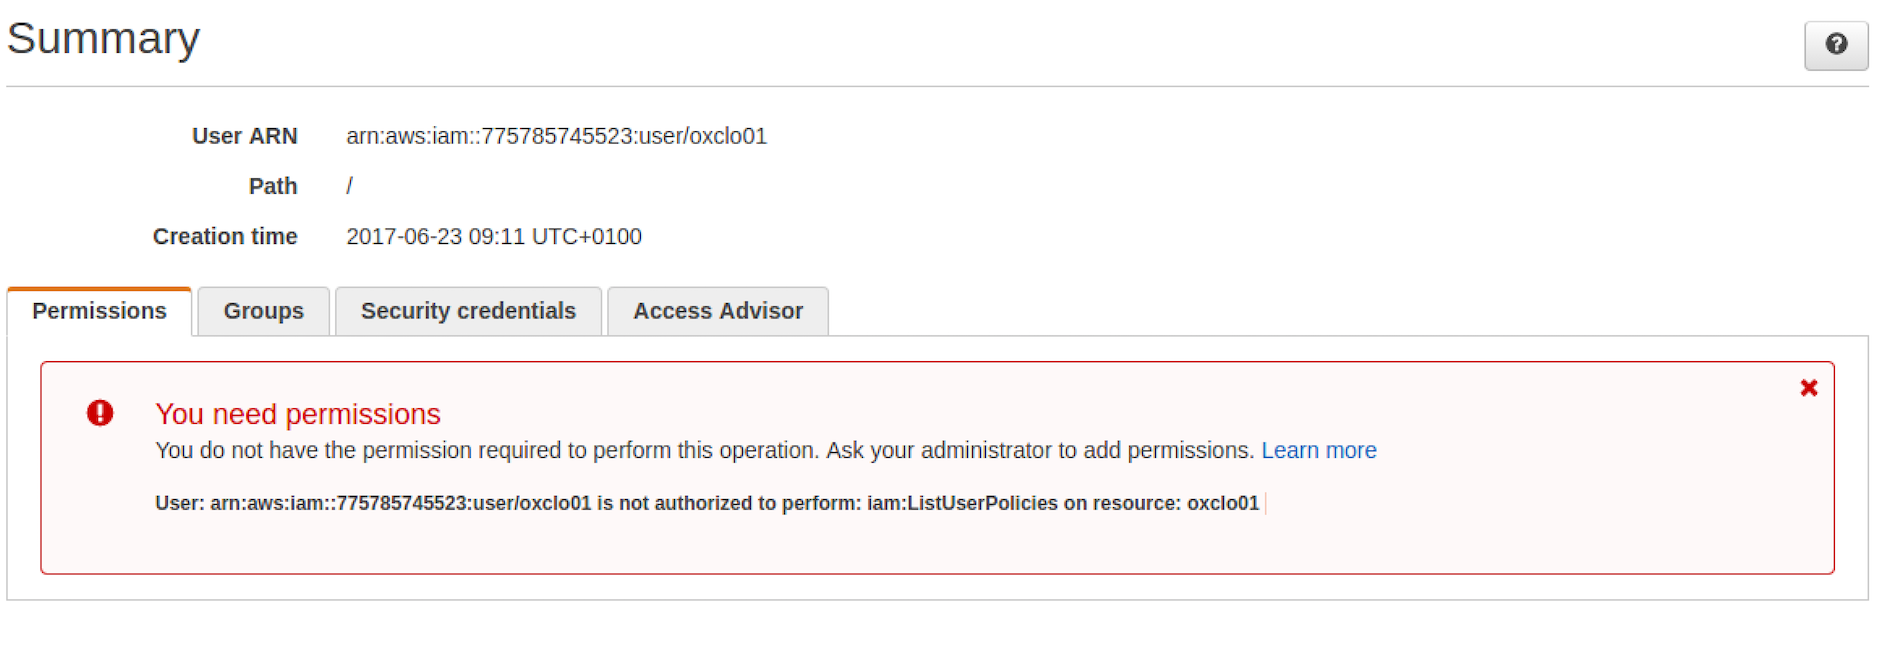 Summary
User ARN arn:aws:iam::775785745523:user/oxclo01
Path /
Creation time 2017-06-23 09:11 UTC+0100
Permissions Groups Security credentials Access Advisor
You need permissions
You do not have the permission required to perform this operation. Ask your administrator to add permissions. Learn more
User: arn:aws:iam::775785745523:user/oxclo01 is not authorized to perform: iam:ListUserPolicies on resource: oxclo01